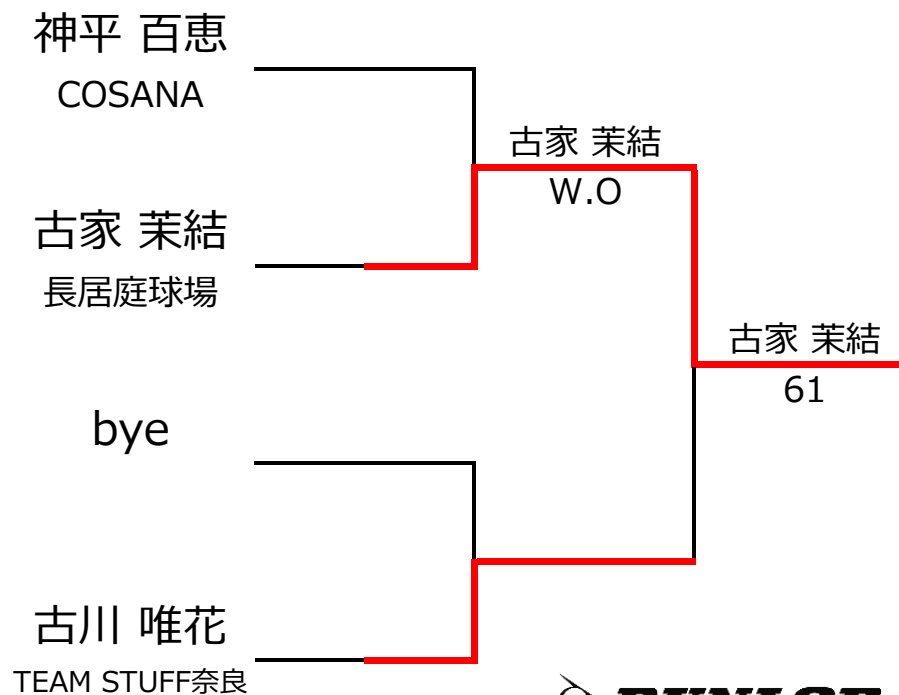 神平 百恵
COSANA
古家 茉結
W.O
古家 茉結
長居庭球場
古家 茉結
61
bye
古川 唯花
TEAM STUFF奈良
DUNLOP